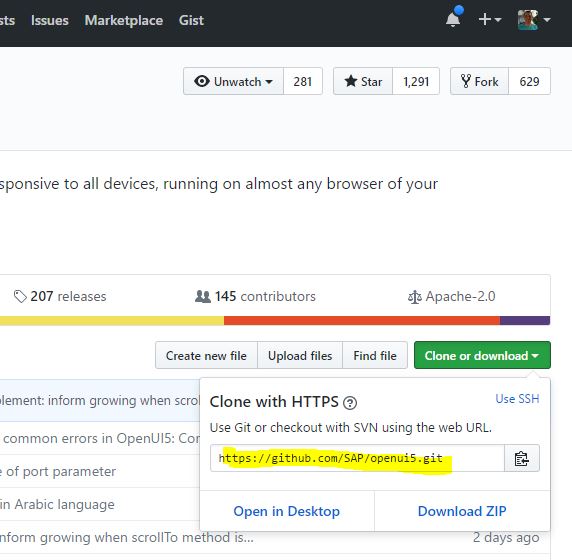 sts Issues Marketplace Gist
Unwatch 281 Star 1,291 Fork 629
sponsive to all devices, running on almost any browser of your
207 releases 145 contributors Apache-2.0
Create new file Upload files Find file Clone or download
plement: inform growing when scrol
Clone with HTTPS ? Use SSH
Use Git or checkout with SVN using the web URL.
common errors in OpenUI5: Cor
https://github.com/SAP/openui5.git
e of port parameter
in Arabic language
Open in Desktop Download ZIP
nform growing when scrollTo method is... 2 days ago